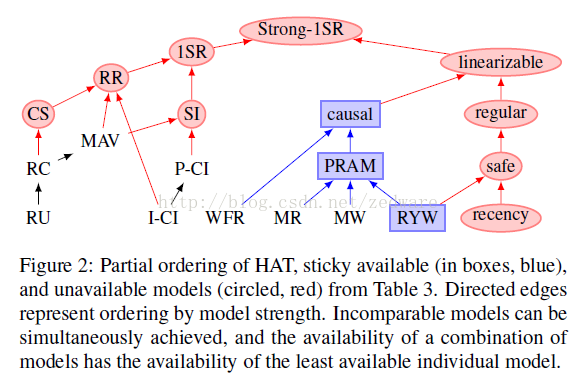 Strong-1SR
1SR
linearizable
RR
CS
SI
causal
regular
MAV
RC
P-CI
PRAM
safe
http://blog.csdn.net/zedware
RU
I-CI
WFR
MR
MW
RYW
recency
Figure 2: Partial ordering of HAT, sticky available (in boxes, blue),
and unavailable models (circled, red) from Table 3. Directed edges
represent ordering by model strength. Incomparable models can be
simultaneously achieved, and the availability of a combination of
models has the availability of the least available individual model.